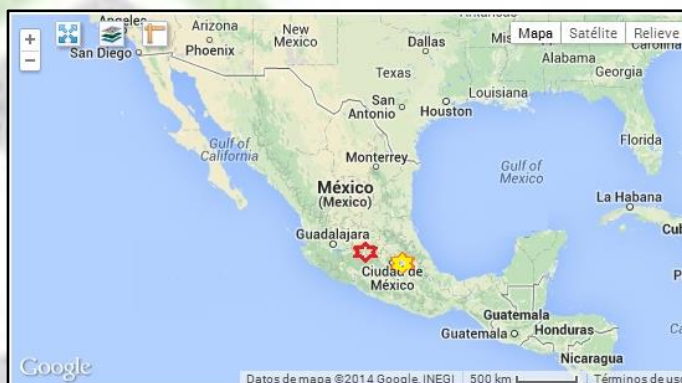 +
−
Mapa Satélite Relieve
Arizona
Phoenix
San Diego
New
Mexico
Dallas
Texas
Alabama
Georgia
Louisiana
San
Antonio
Houston
Florida
Gulf of
California
Monterrey
Gulf of
Mexico
México
(Mexico)
La Habana
Guadalajara
Ciudad de
México
Guatemala
Guatemala
Honduras
Nicaragua
Google
Datos de mapa ©2014 Google, INEGI 500 km